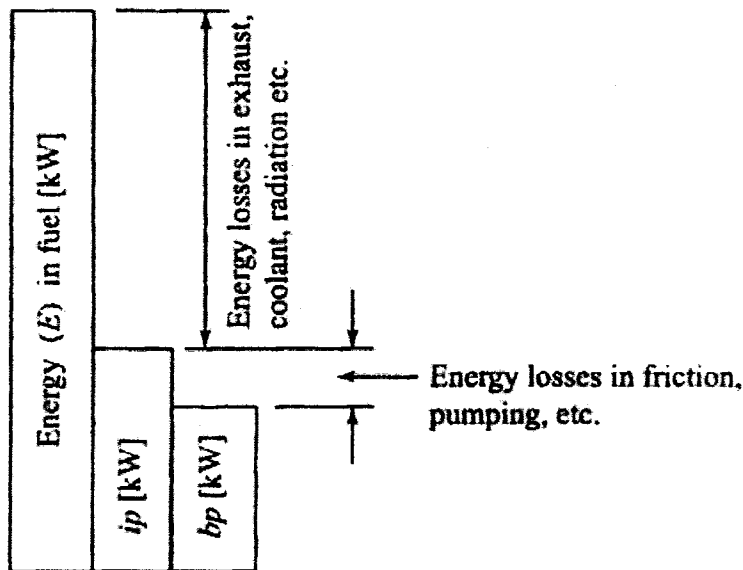 Energy (E) in fuel [kW]
ip [kW]
bp [kW]
Energy losses in exhaust,
coolant, radiation etc.
Energy losses in friction,
pumping, etc.